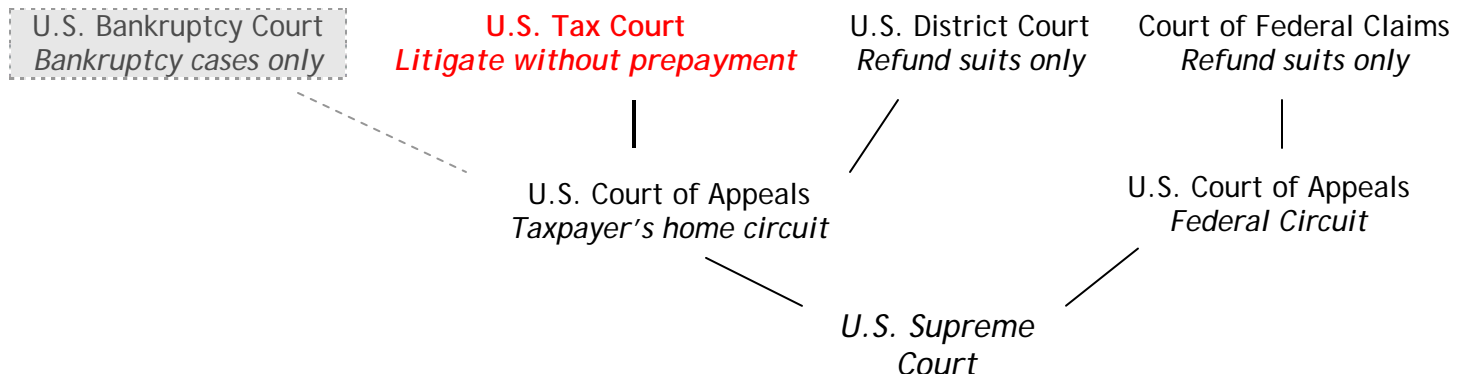 U.S. Bankruptcy Court
Bankruptcy cases only
U.S. Tax Court
Litigate without prepayment
U.S. District Court
Refund suits only
Court of Federal Claims
Refund suits only
U.S. Court of Appeals
Taxpayer's home circuit
U.S. Court of Appeals
Federal Circuit
U.S. Supreme
Court